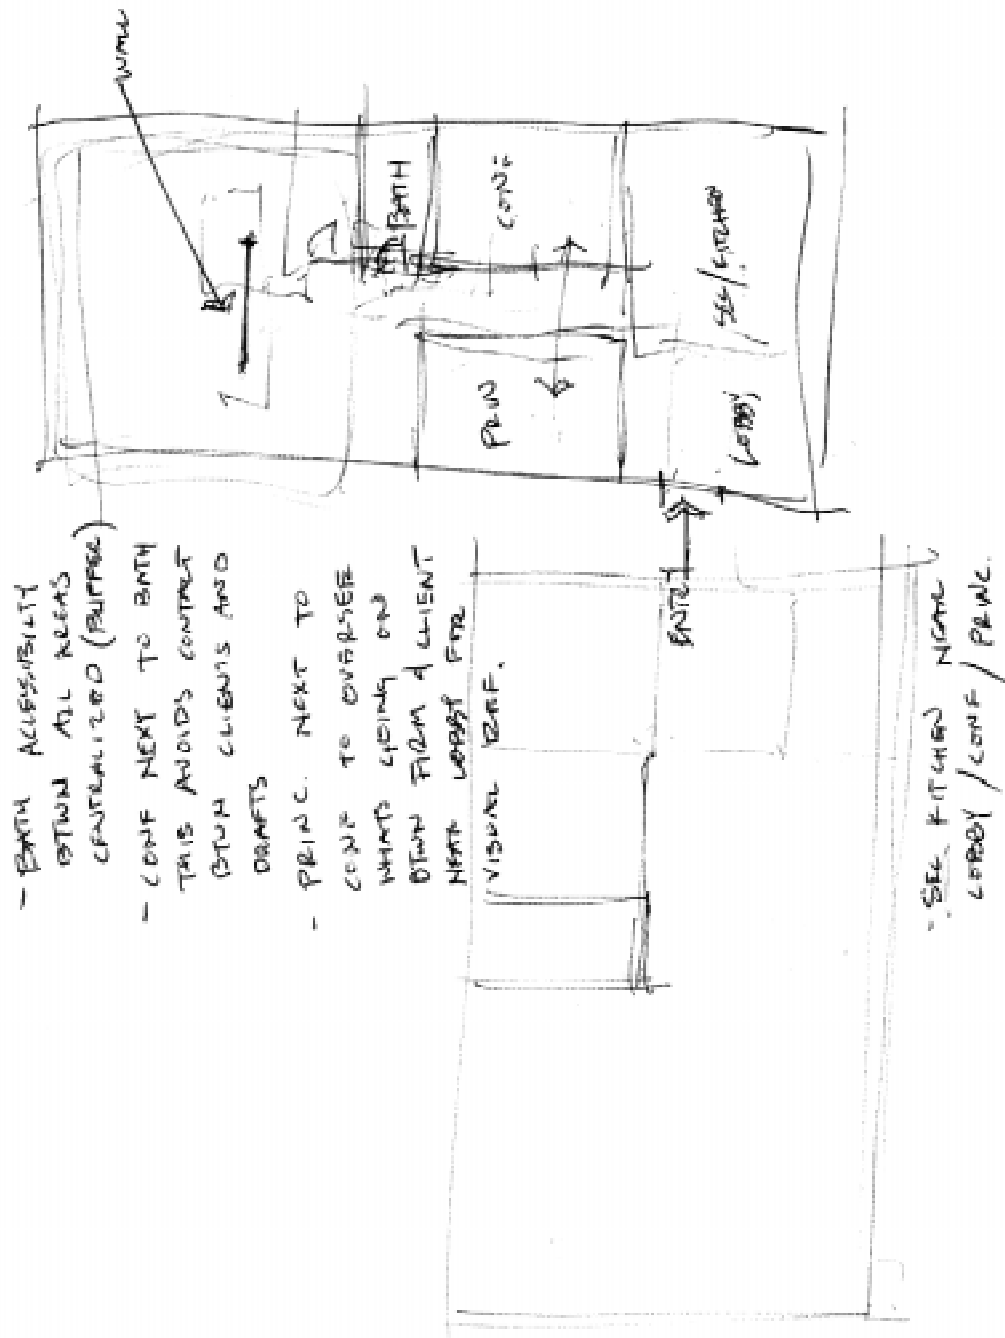 WALL
BATH
CONF
SEC/KITCHEN
PRIN
LOBBY
ENTRY
- BATH ACCESSIBILTY
BTWN ALL AREAS
CENTRALIZED (BUFFER)
- CONF NEXT TO BATH
THIS AVOIDS CONTACT
BTWN CLIENTS AND
DRAFTS
- PRINC. NEXT TO
CONF TO OVERSEE
WHATS GOING ON
BTWN FIRM & CLIENT
NEAR LOBBY FOR
VISUAL REF.
- SEC. KITCHEN NEAR
LOBBY / CONF / PRINC.